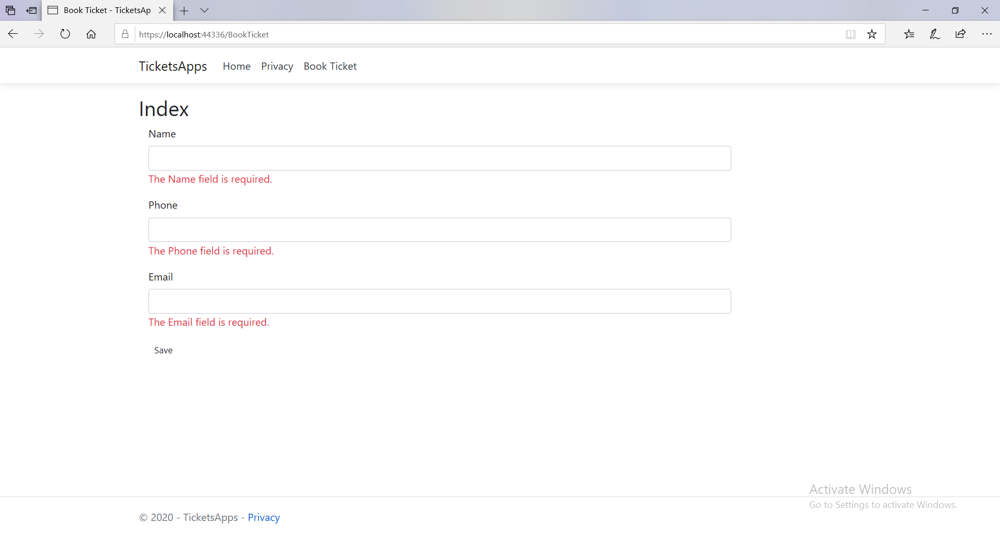 Book Ticket - TicketsAp
https://localhost:44336/BookTicket
TicketsApps Home Privacy Book Ticket
Index
Name
The Name field is required.
Phone
The Phone field is required.
Email
The Email field is required.
Save
Activate Windows
Go to Settings to activate Windows.
© 2020 - TicketsApps - Privacy